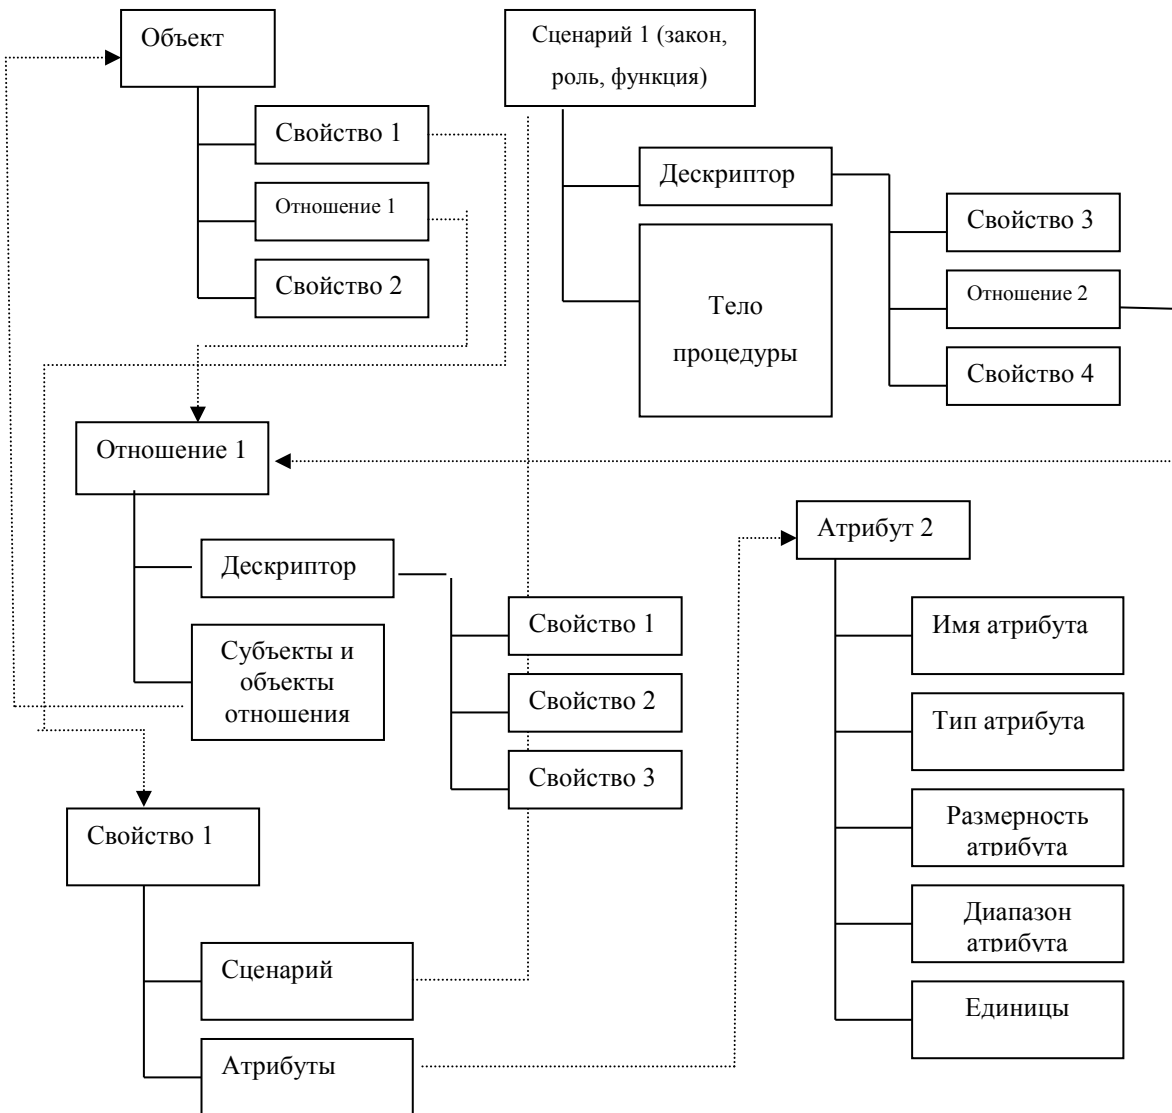 Объект
Свойство 1
Отношение 1
Свойство 2
Сценарий 1 (закон,
роль, функция)
Дескриптор
Тело
процедуры
Свойство 3
Отношение 2
Свойство 4
Отношение 1
Дескриптор
Субъекты и
объекты
отношения
Свойство 1
Свойство 2
Свойство 3
Свойство 1
Сценарий
Атрибуты
Атрибут 2
Имя атрибута
Тип атрибута
Размерность
атрибута
Диапазон
атрибута
Единицы